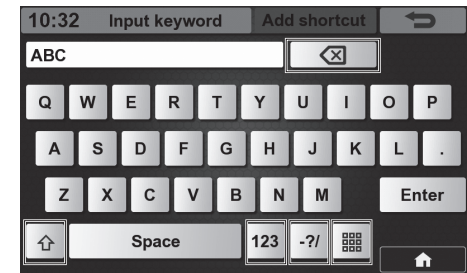 10:32 Input keyword Add shortcut
ABC
Q W E R T Y U I O P
A S D F G H J K L .
Z X C V B N M Enter
Space 123 -?/